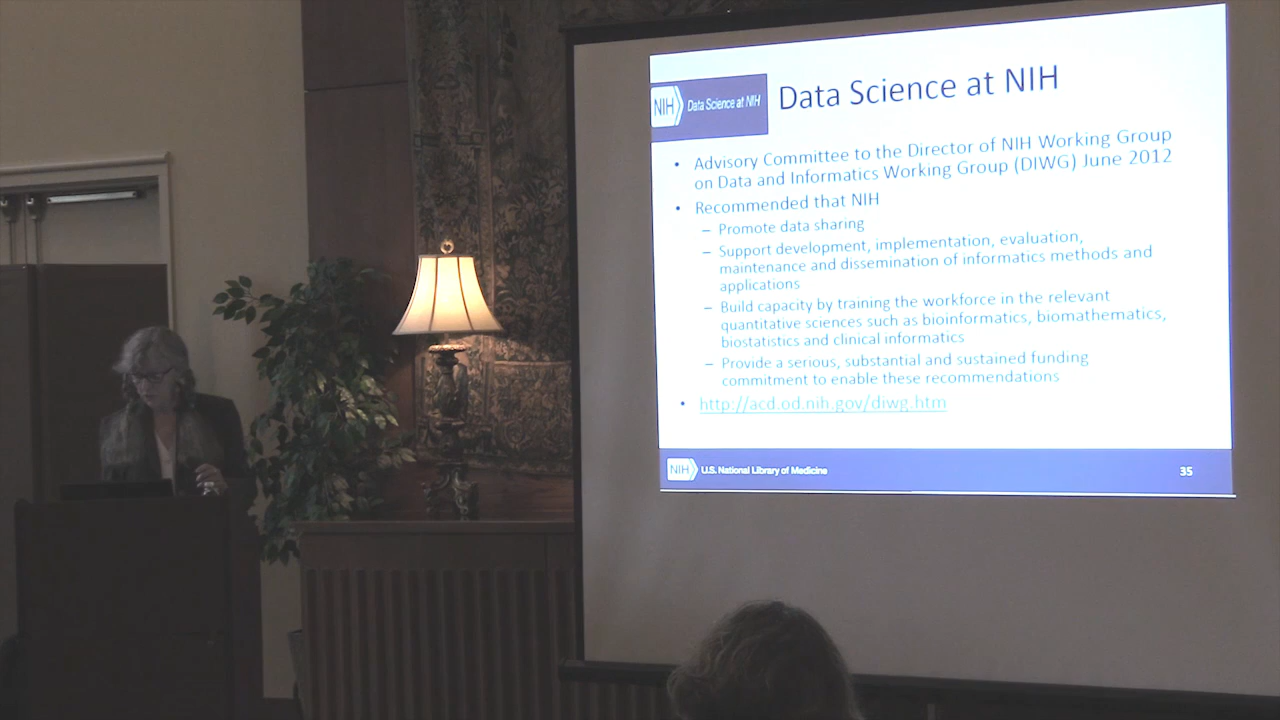 Data Science at NIH
NIH Data Science at NIH
• Advisory Committee to the Director of NIH Working Group
on Data and Informatics Working Group (DIWG) June 2012
• Recommended that NIH
– Promote data sharing
– Support development, implementation, evaluation,
maintenance and dissemination of informatics methods and
applications
– Build capacity by training the workforce in the relevant
quantitative sciences such as bioinformatics, biomathematics,
biostatistics and clinical informatics
– Provide a serious, substantial and sustained funding
commitment to enable these recommendations
• http://acd.od.nih.gov/diwg.htm
NIH U.S. National Library of Medicine 35